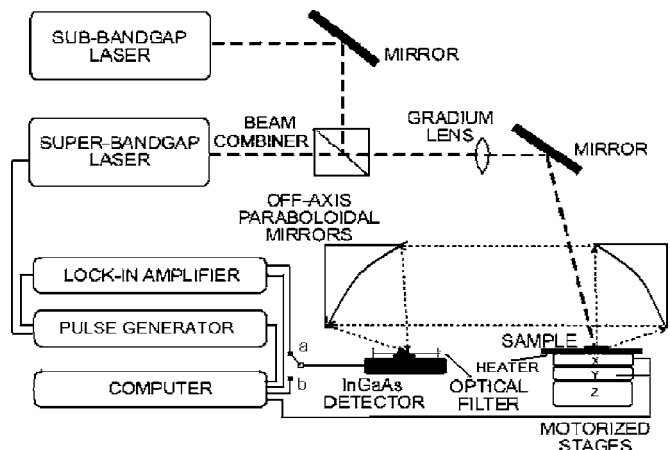 SUB-BANDGAP
LASER
MIRROR
SUPER-BANDGAP
LASER
BEAM
COMBINER
GRADIUM
LENS
MIRROR
OFF-AXIS
PARABOLOIDAL
MIRRORS
LOCK-IN AMPLIFIER
PULSE GENERATOR
COMPUTER
a
b
InGaAs
DETECTOR
OPTICAL
FILTER
SAMPLE
HEATER
X
Y
Z
MOTORIZED
STAGES